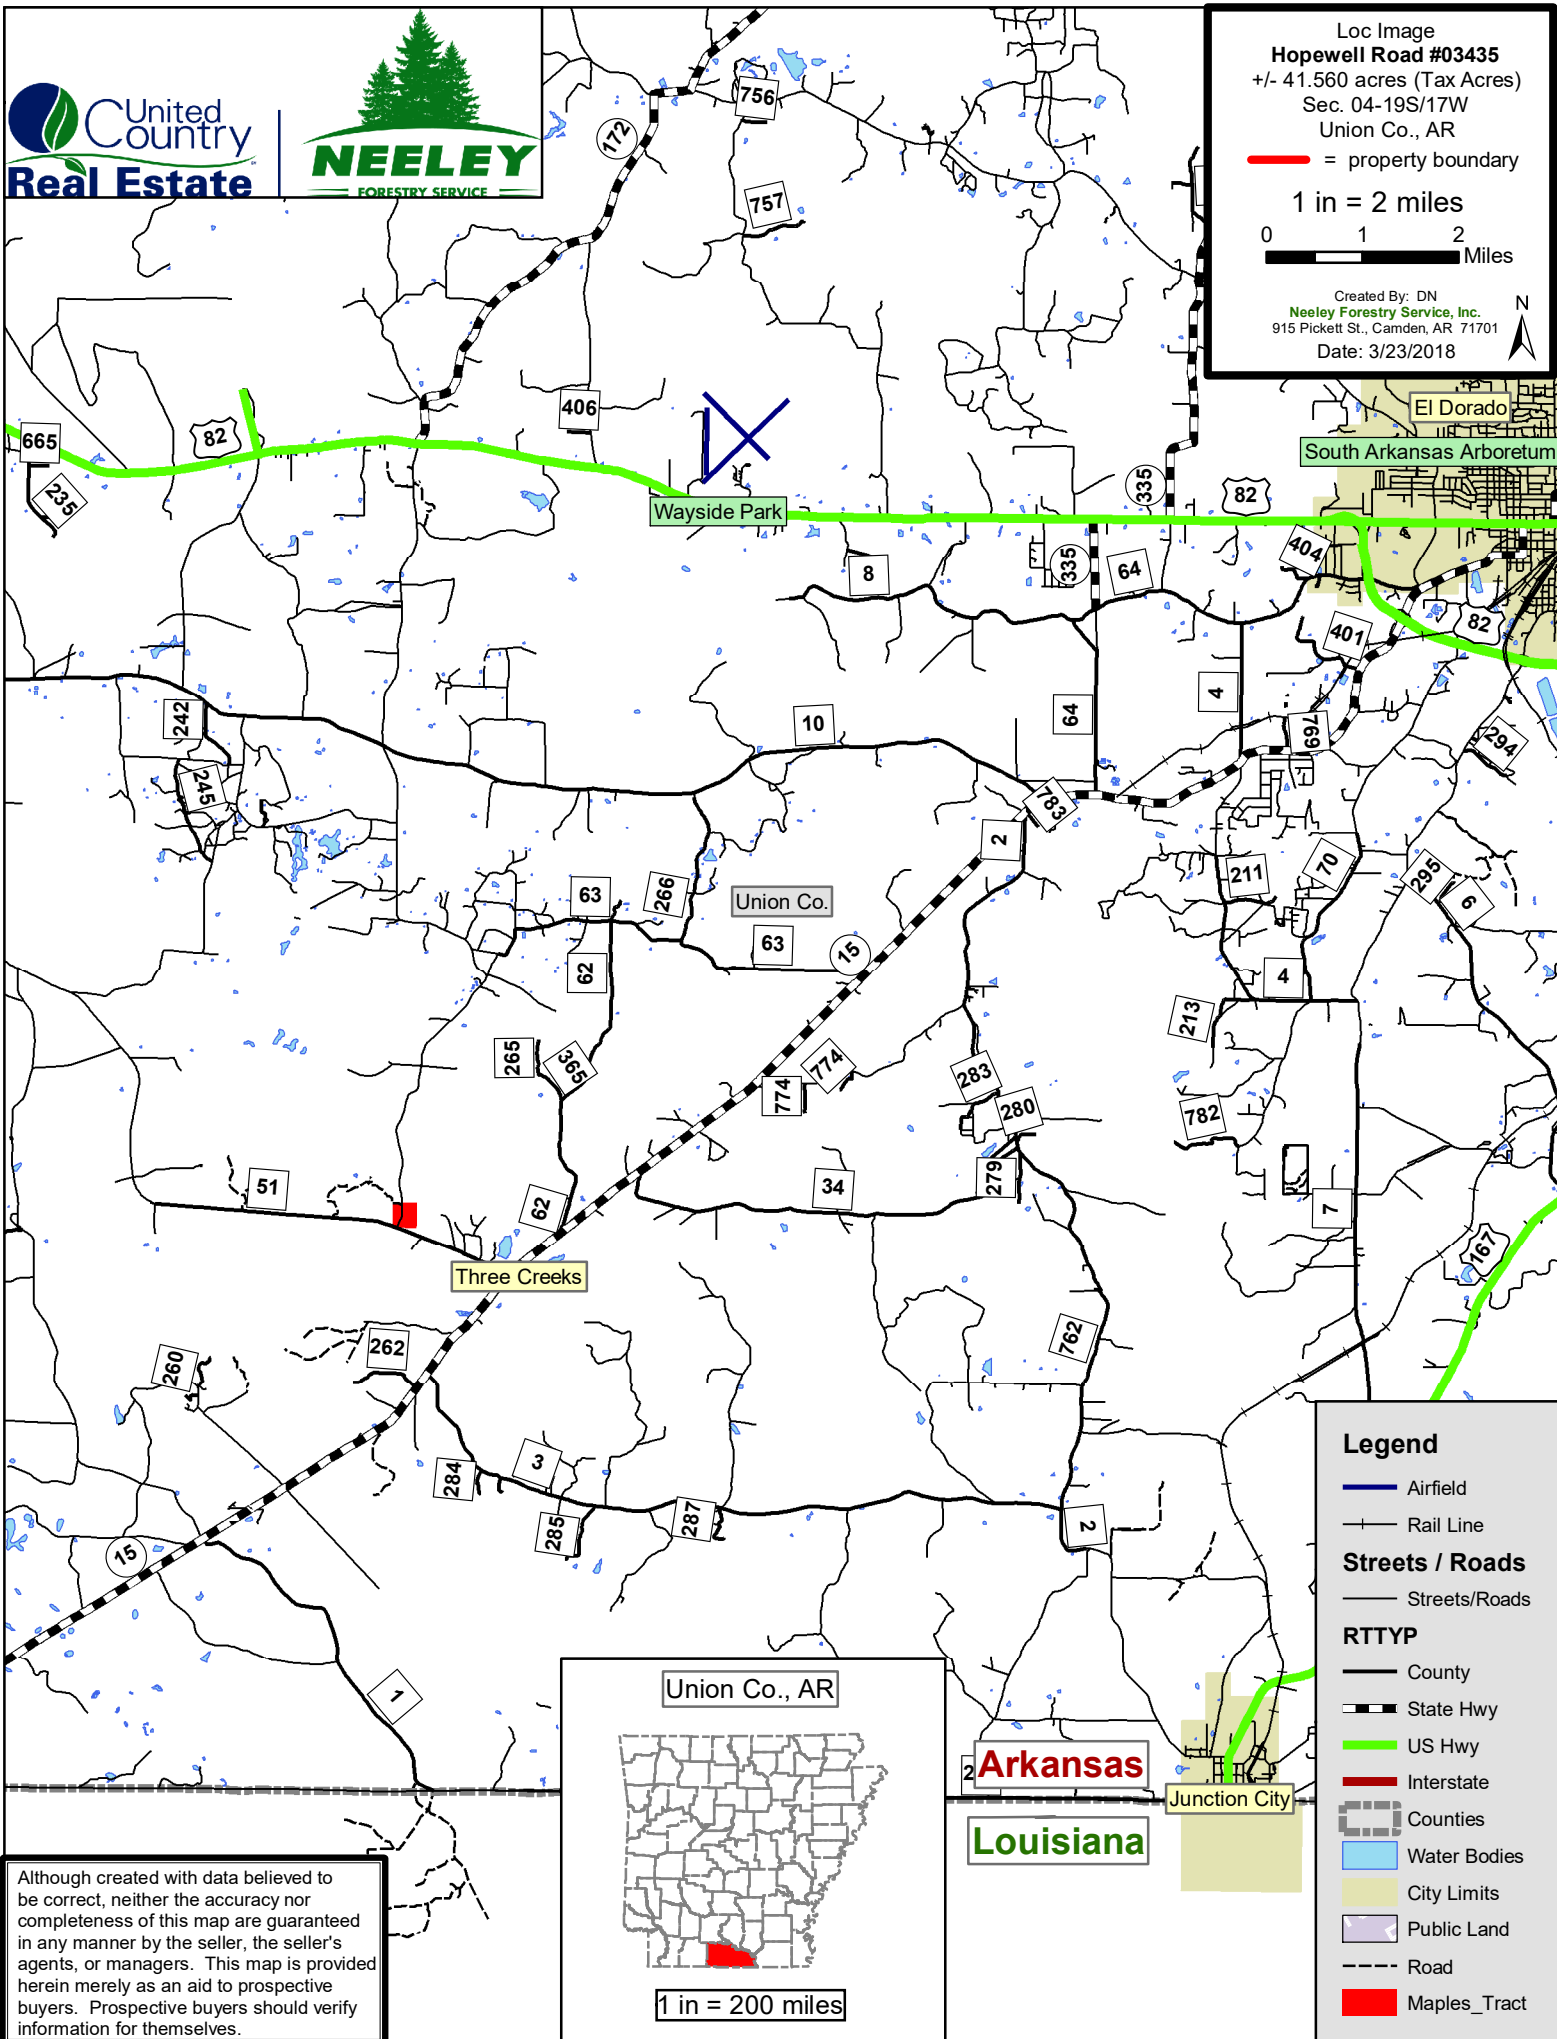 United
Country
Real Estate
NEELEY
FORESTRY SERVICE
Loc Image
Hopewell Road #03435
+/- 41.560 acres (Tax Acres)
Sec. 04-19S/17W
Union Co., AR
= property boundary
1 in = 2 miles
0 1 2
Miles
Created By: DN
Neeley Forestry Service, Inc.
915 Pickett St., Camden, AR 71701
Date: 3/23/2018
N
756
172
757
406
665
82
235
El Dorado
South Arkansas Arboretum
335
82
Wayside Park
8
335
64
404
401
82
242
10
64
4
769
294
245
783
2
211
70
295
6
63
266
Union Co.
63
15
62
4
213
265
365
774
774
283
280
782
51
62
34
279
7
167
Three Creeks
262
260
762
284
3
285
287
2
15
1
Union Co., AR
1 in = 200 miles
2
Arkansas
Junction City
Louisiana
Legend
Airfield
Rail Line
Streets / Roads
Streets/Roads
RTTYP
County
State Hwy
US Hwy
Interstate
Counties
Water Bodies
City Limits
Public Land
Road
Maples_Tract
Although created with data believed to
be correct, neither the accuracy nor
completeness of this map are guaranteed
in any manner by the seller, the seller's
agents, or managers. This map is provided
herein merely as an aid to prospective
buyers. Prospective buyers should verify
information for themselves.